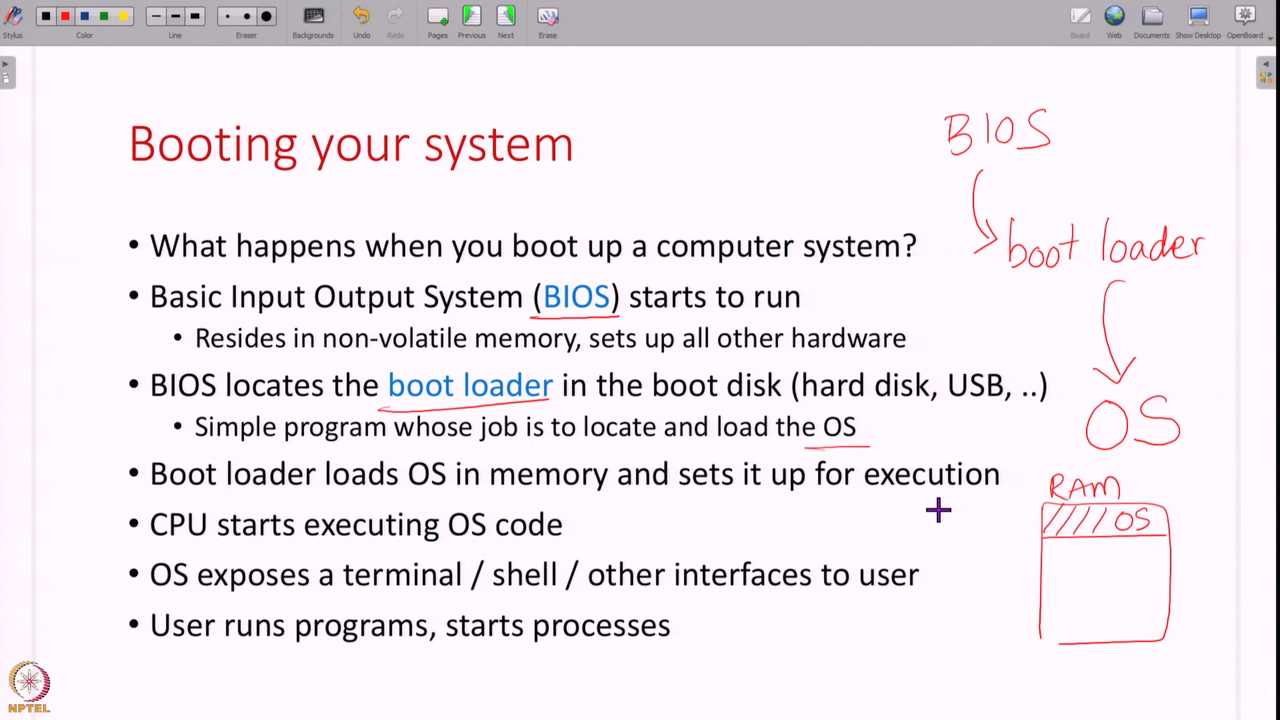 Stylus
Color
Line
Eraser
Backgrounds
Undo
Redo
Pages
Previous
Next
Erase
Board
Web
Documents
Show Desktop
OpenBoard
Booting your system
• What happens when you boot up a computer system?
• Basic Input Output System (BIOS) starts to run
• Resides in non-volatile memory, sets up all other hardware
• BIOS locates the boot loader in the boot disk (hard disk, USB, ..)
• Simple program whose job is to locate and load the OS
• Boot loader loads OS in memory and sets it up for execution
• CPU starts executing OS code
• OS exposes a terminal / shell / other interfaces to user
• User runs programs, starts processes
BIOS
boot loader
OS
RAM
OS
NPTEL